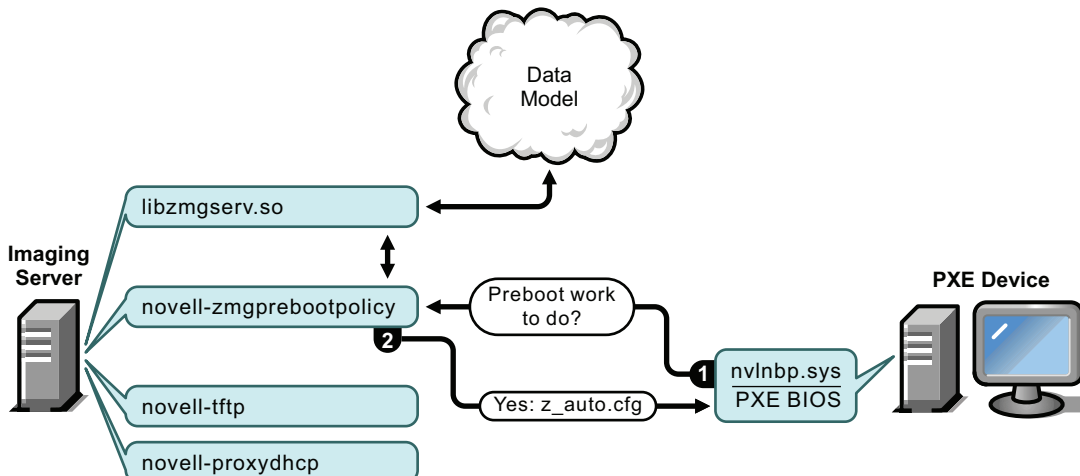 Data
Model
libzmgserv.so
Imaging
Server
novell-zmgprebootpolicy
Preboot work
to do?
PXE Device
2
1
nvlnbp.sys
PXE BIOS
Yes: z_auto.cfg
novell-tftp
novell-proxydhcp